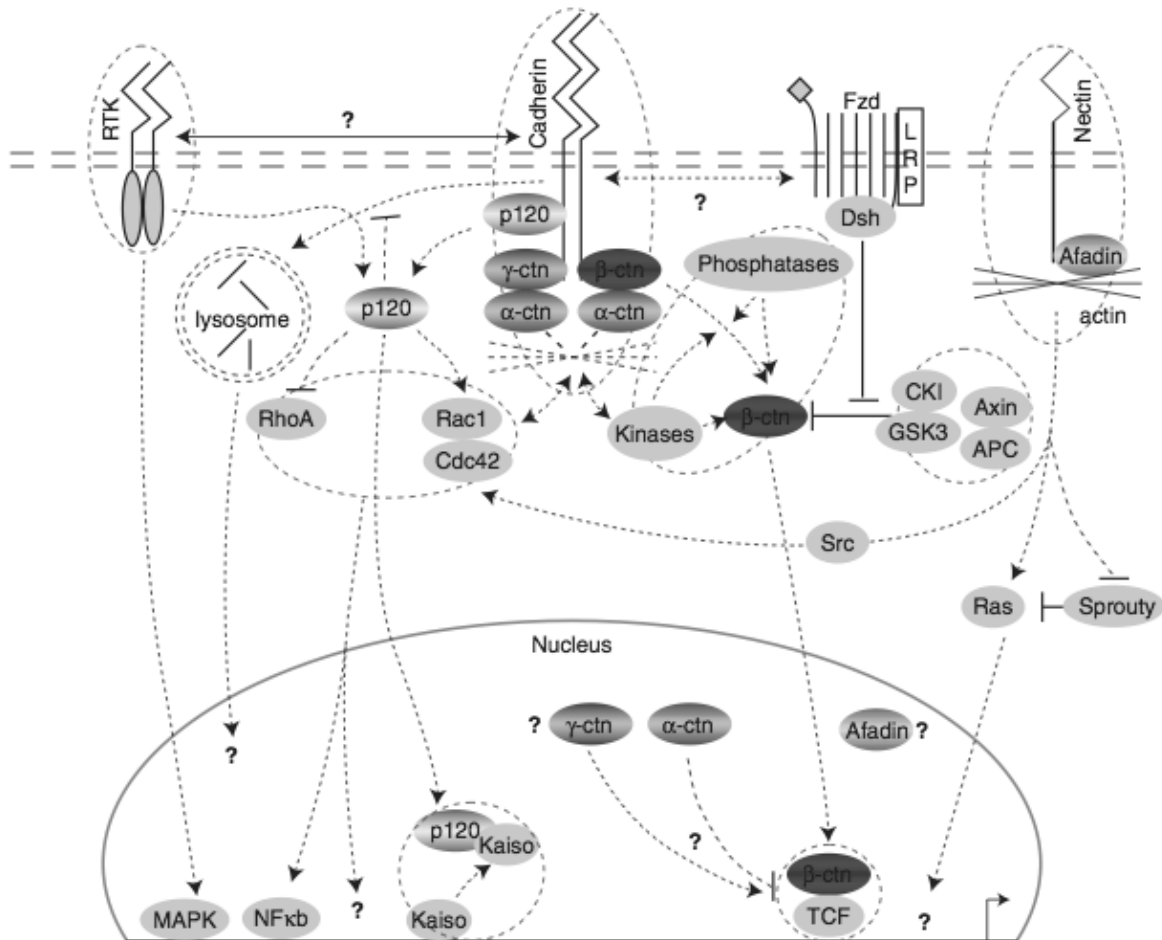 RTK
?
Cadherin
Fzd
L
R
P
Nectin
p120
?
Dsh
Afadin
γ-ctn
β-ctn
Phosphatases
lysosome
p120
α-ctn
α-ctn
actin
RhoA
Rac1
Kinases
β-ctn
CKI
Axin
GSK3
APC
Cdc42
Src
Ras
Sprouty
Nucleus
?
γ-ctn
α-ctn
Afadin
?
?
p120
Kaiso
?
β-ctn
MAPK
NFκb
?
Kaiso
TCF
?